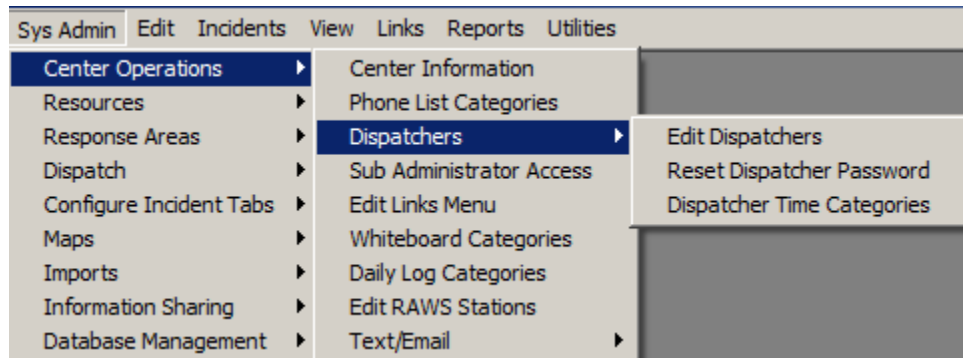 Sys Admin Edit Incidents View Links Reports Utilities
Center Operations
Resources
Response Areas
Dispatch
Configure Incident Tabs
Maps
Imports
Information Sharing
Database Management
Center Information
Phone List Categories
Dispatchers
Sub Administrator Access
Edit Links Menu
Whiteboard Categories
Daily Log Categories
Edit RAWS Stations
Text/Email
Edit Dispatchers
Reset Dispatcher Password
Dispatcher Time Categories